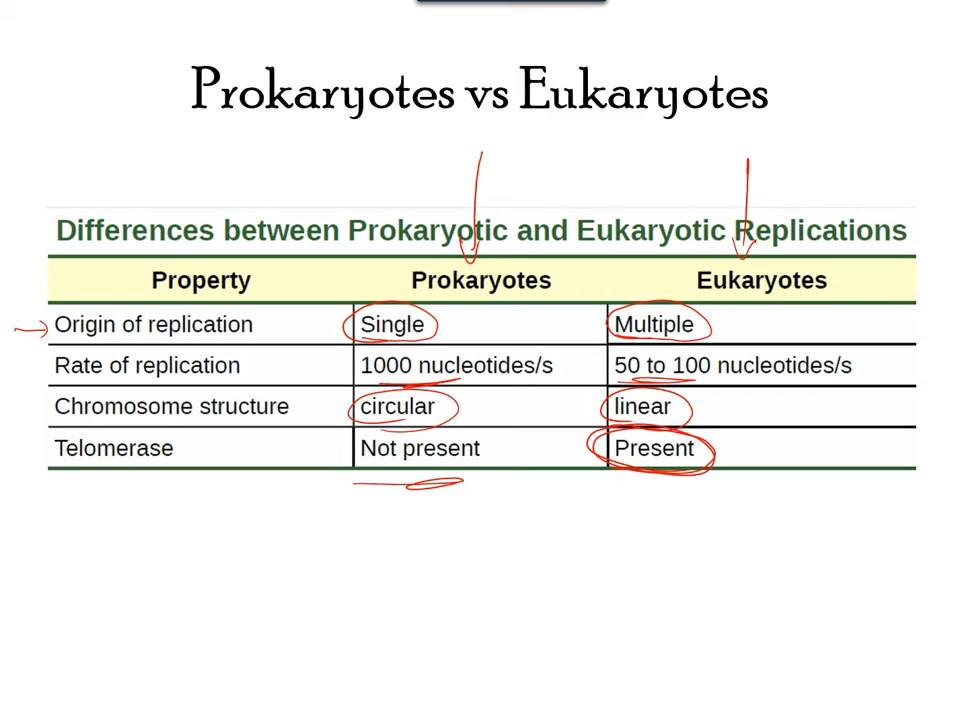 Prokaryotes vs Eukaryotes
Differences between Prokaryotic and Eukaryotic Replications
Property Prokaryotes Eukaryotes
Origin of replication Single Multiple
Rate of replication 1000 nucleotides/s 50 to 100 nucleotides/s
Chromosome structure circular linear
Telomerase Not present Present